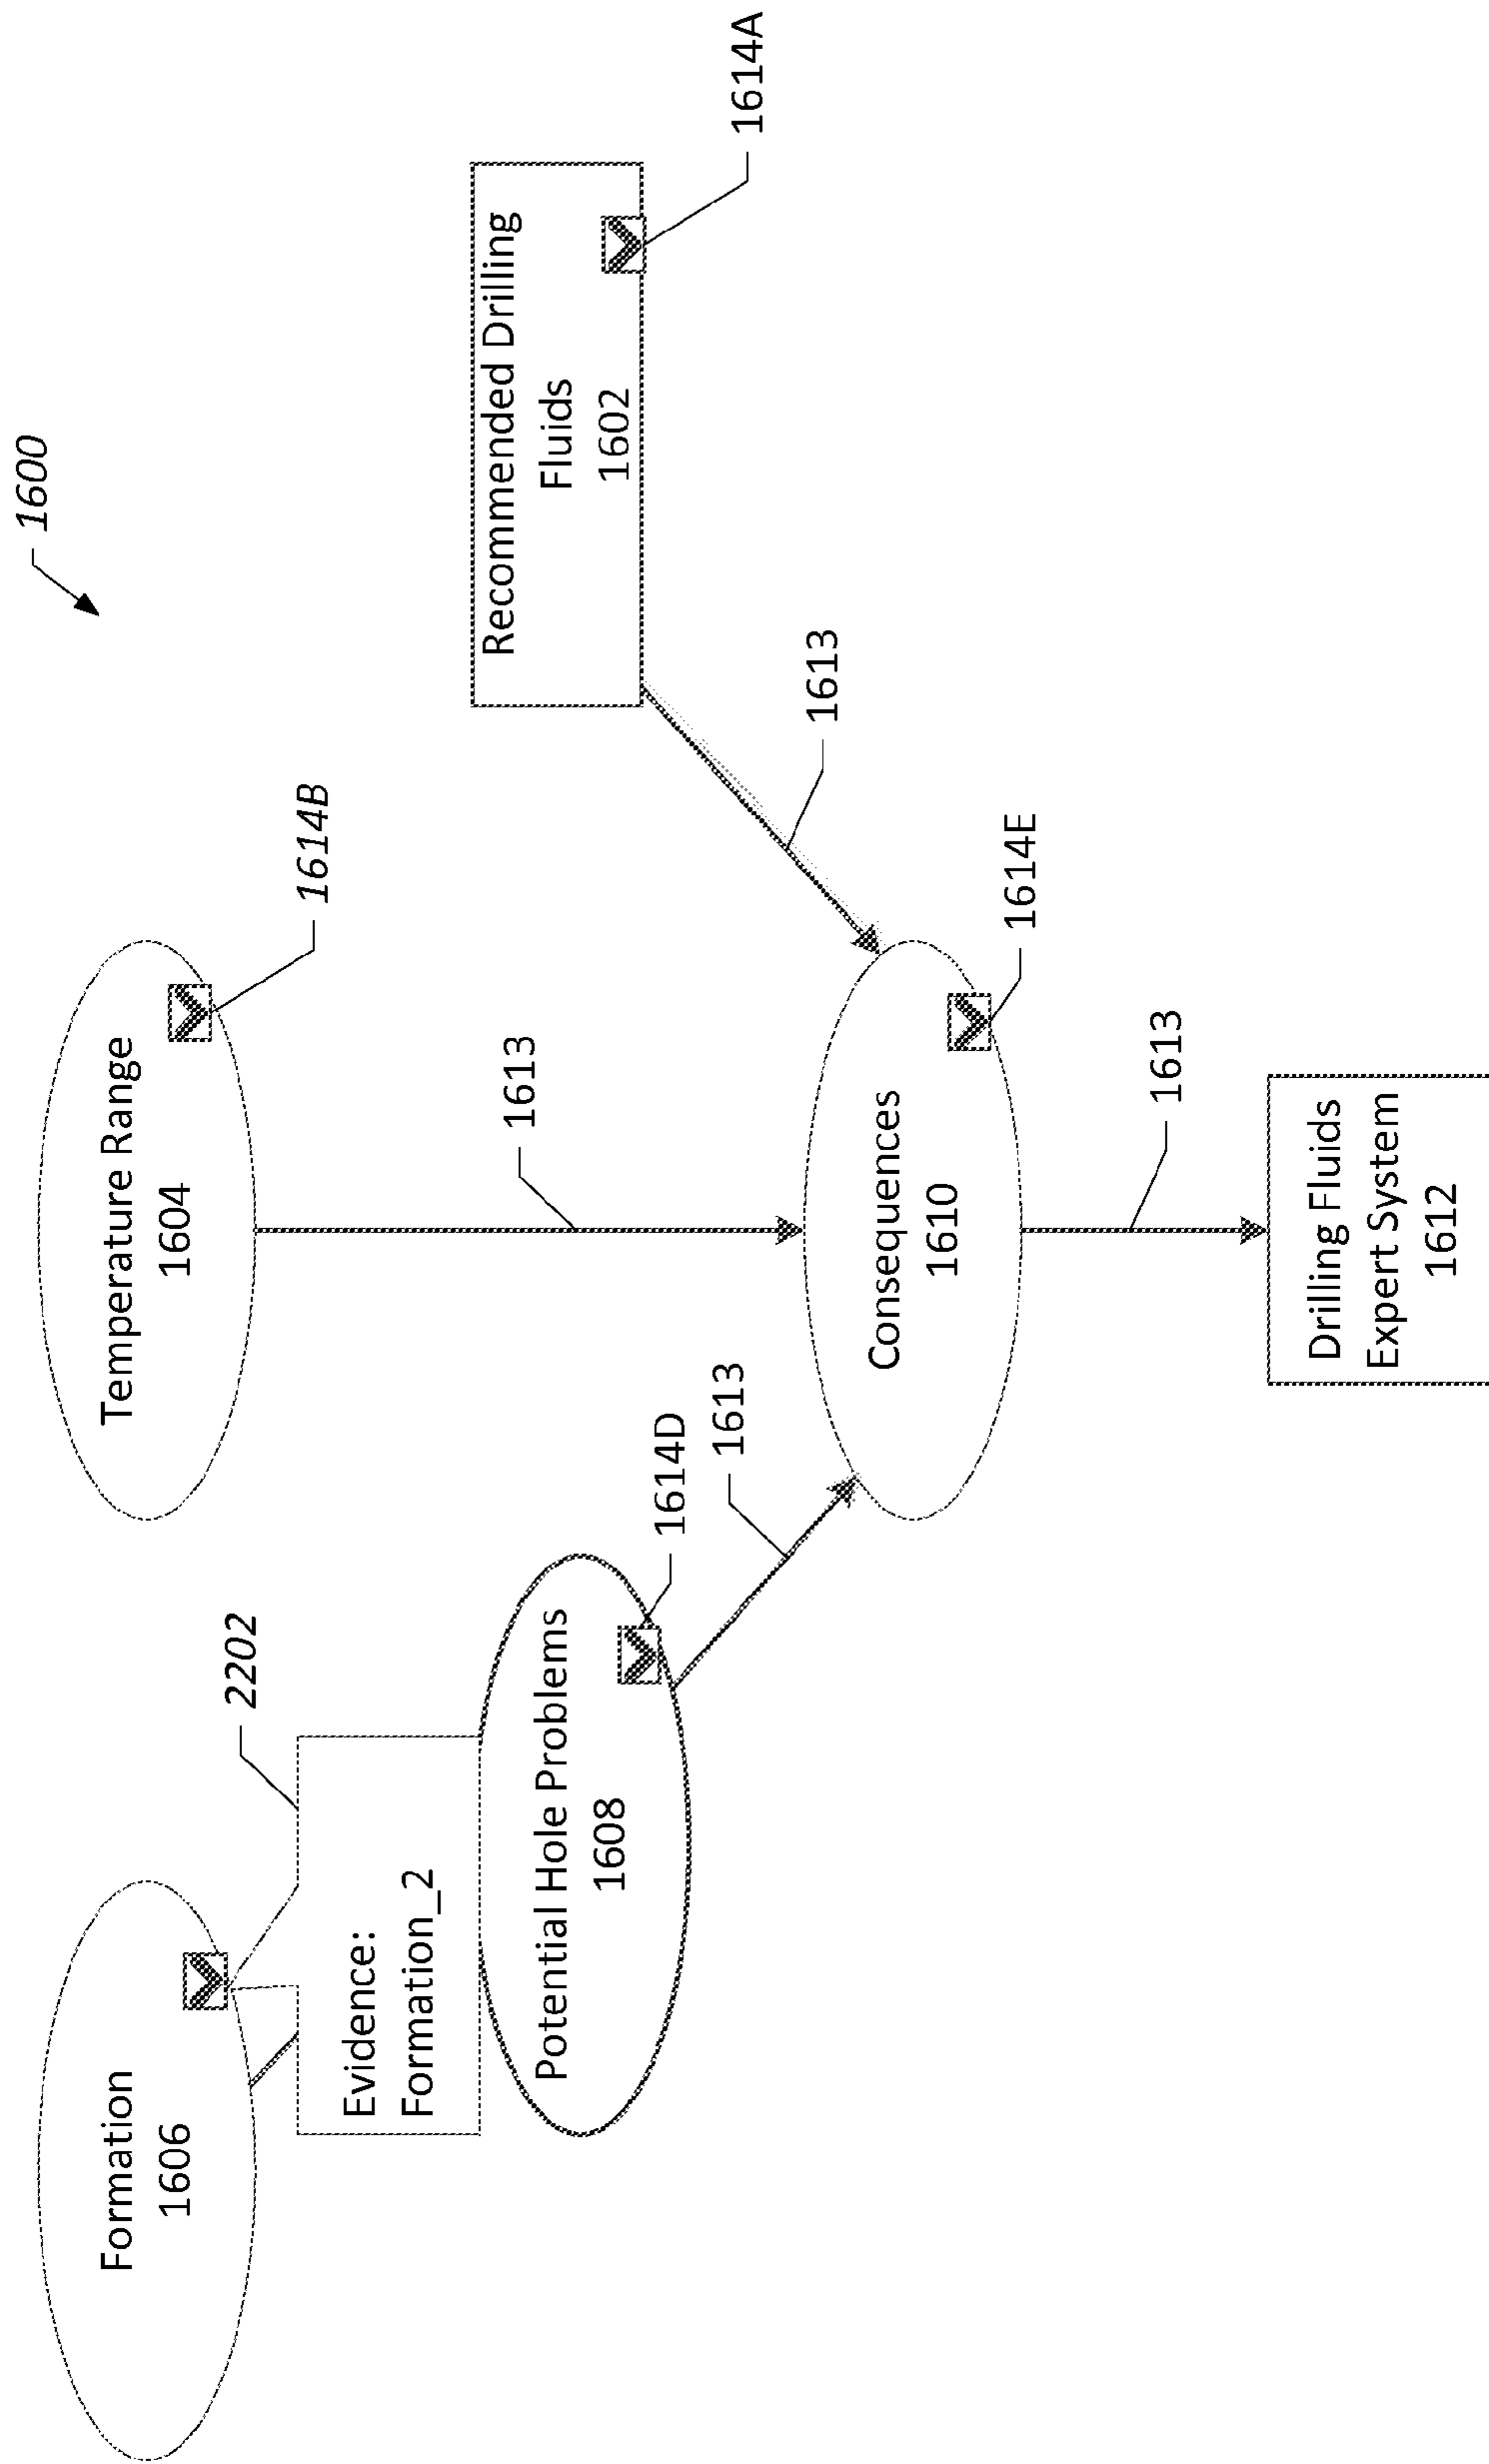 1600
Formation
1606
2202
Evidence:
Formation_2
Temperature Range
1604
1614B
Potential Hole Problems
1608
1614D
1613
1613
Recommended Drilling
Fluids
1602
1614A
1613
Consequences
1610
1614E
1613
Drilling Fluids
Expert System
1612